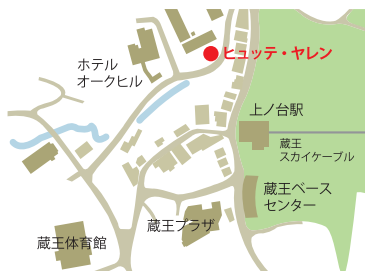 ホテル
オークヒル
ヒュッテ・ヤレン
上ノ台駅
蔵王
スカイケーブル
蔵王ベース
センター
蔵王プラザ
蔵王体育館